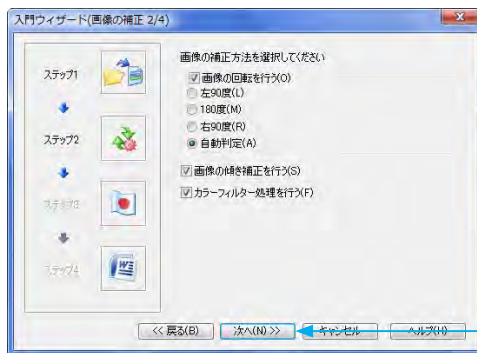 入門ウィザード(画像の補正 2/4)
画像の補正方法を選択してください
ステップ1
画像の回転を行う(O)
左90度(L)
180度(M)
右90度(R)
自動判定(A)
ステップ2
画像の傾き補正を行う(S)
カラーフィルター処理を行う(F)
ステップ3
ステップ4
<< 戻る(B)
次へ(N) >>
キャンセル
ヘルプ(H)